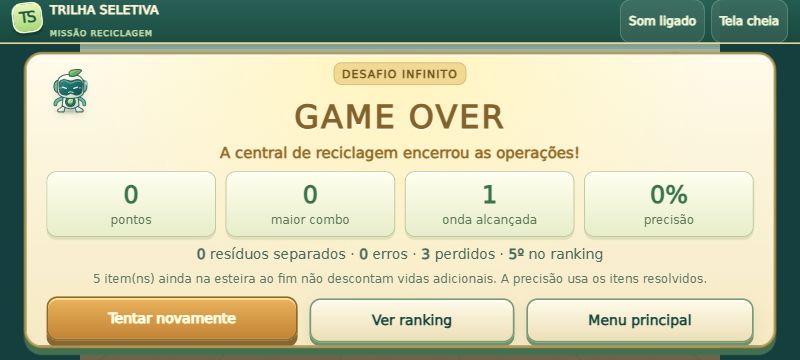 TS
TRILHA SELETIVA
MISSÃO RECICLAGEM
Som ligado
Tela cheia
DESAFIO INFINITO
GAME OVER
A central de reciclagem encerrou as operações!
0
pontos
0
maior combo
1
onda alcançada
0%
precisão
0 resíduos separados · 0 erros · 3 perdidos · 5º no ranking
5 item(ns) ainda na esteira ao fim não descontam vidas adicionais. A precisão usa os itens resolvidos.
Tentar novamente
Ver ranking
Menu principal